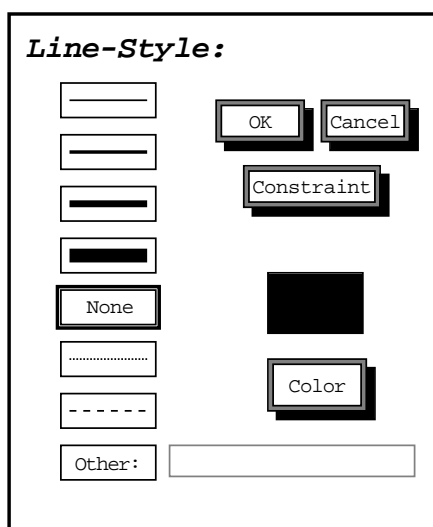 Line-Style:
OK Cancel
Constraint
None
Color
Other: